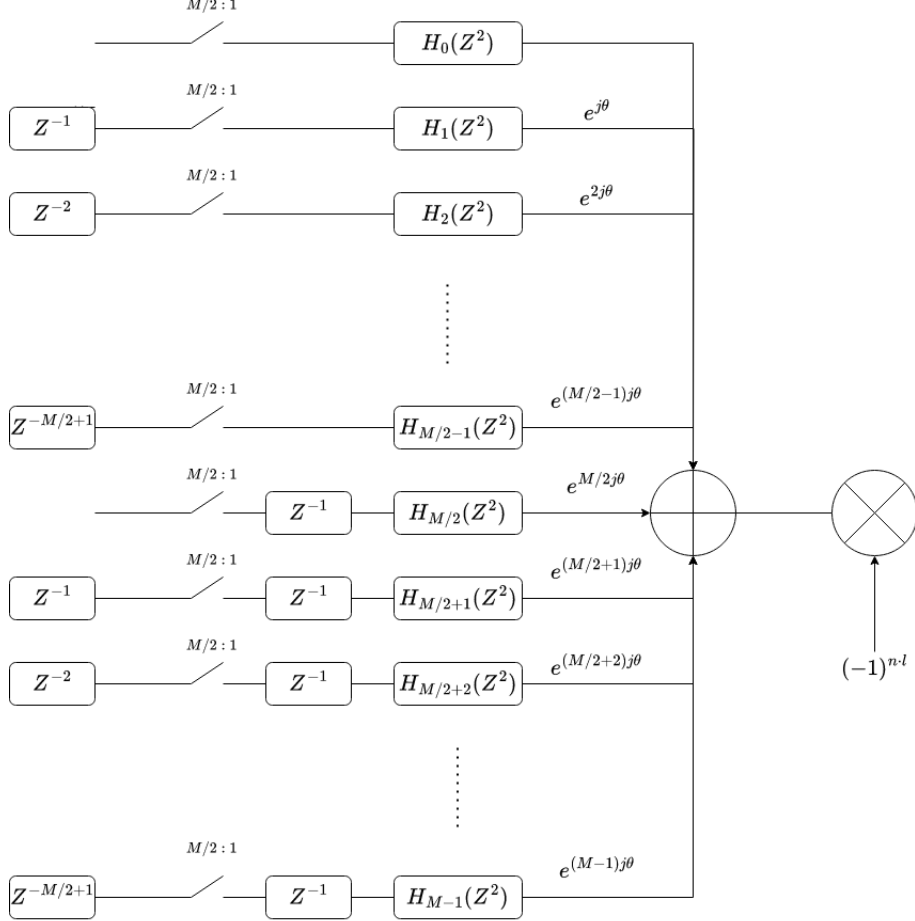 M/2 : 1
H_0(Z^2)
M/2 : 1
Z^{-1}
H_1(Z^2)
e^{jθ}
M/2 : 1
Z^{-2}
H_2(Z^2)
e^{2jθ}
M/2 : 1
Z^{-M/2+1}
H_{M/2-1}(Z^2)
e^{(M/2-1)jθ}
M/2 : 1
Z^{-1}
H_{M/2}(Z^2)
e^{M/2jθ}
M/2 : 1
Z^{-1}
Z^{-1}
H_{M/2+1}(Z^2)
e^{(M/2+1)jθ}
M/2 : 1
Z^{-2}
Z^{-1}
H_{M/2+2}(Z^2)
e^{(M/2+2)jθ}
(-1)^{n·l}
M/2 : 1
Z^{-M/2+1}
Z^{-1}
H_{M-1}(Z^2)
e^{(M-1)jθ}